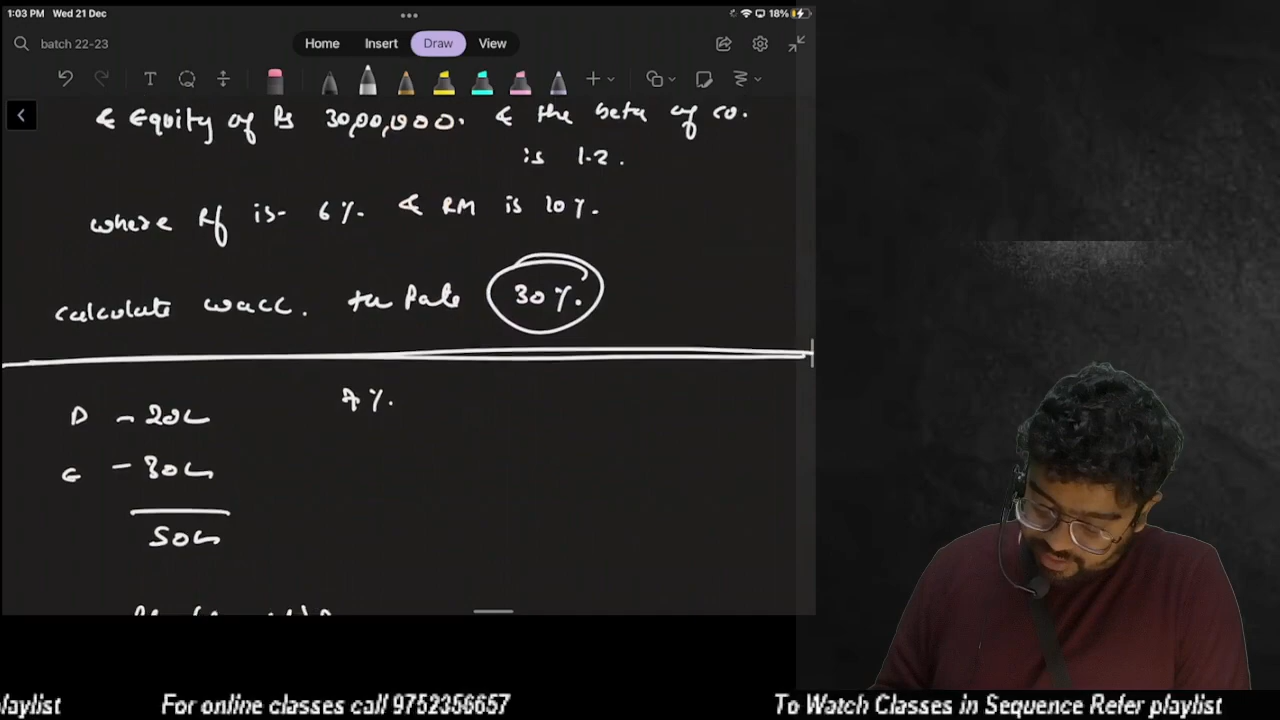 1:03 PM Wed 21 Dec
18%
batch 22-23
Home Insert Draw View
& Equity of Rs 30,00,000. & the beta of co.
is 1.2.
where Rf is 6%. & RM is 10%.
calculate wacc. tax Rate 30%.
D - 20L
7%.
E - 30L
50L
laylist For online classes call 9752356657 To Watch Classes in Sequence Refer playlist